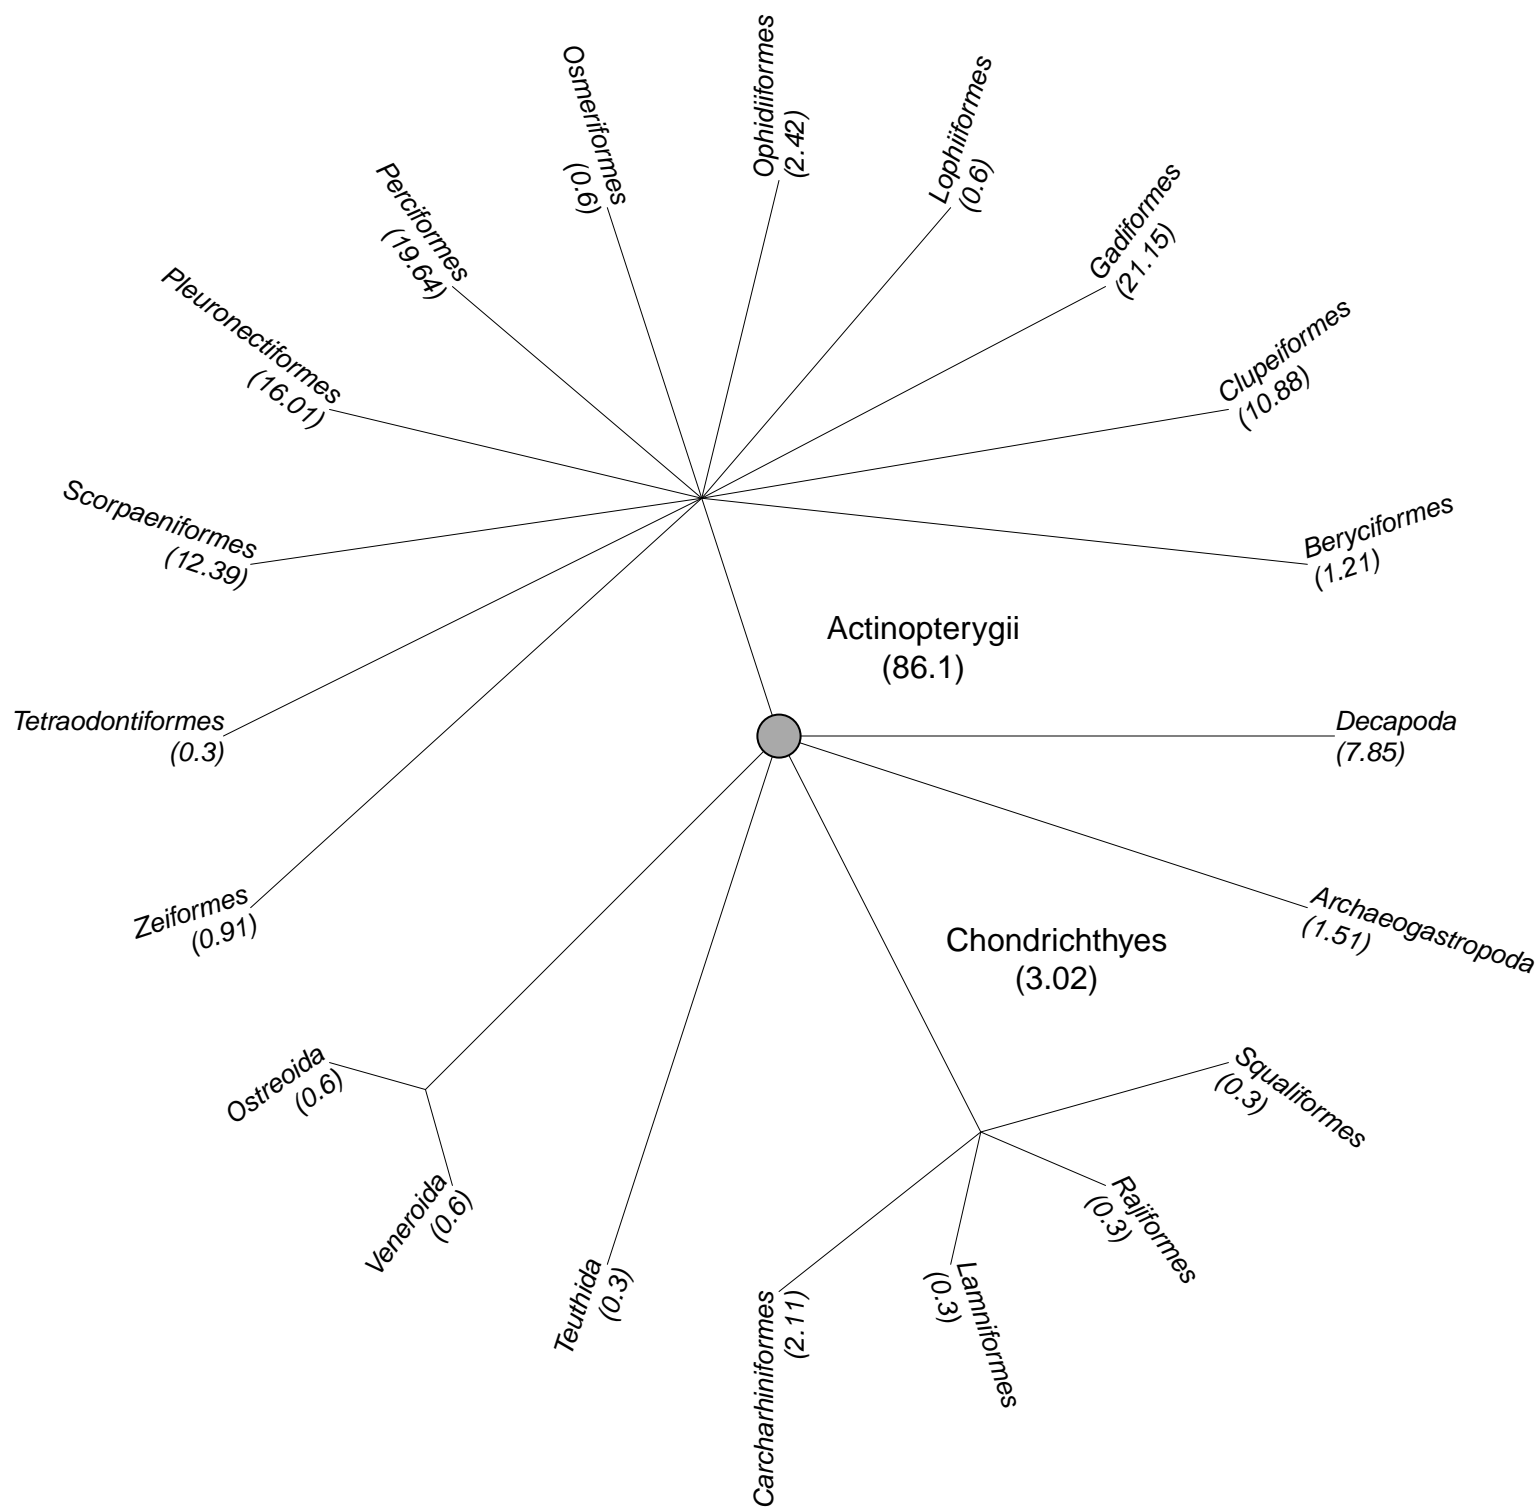 Osmeriformes
(0.6)
Ophidiiformes
(2.42)
Lophiiformes
(0.6)
Perciformes
(19.64)
Gadiformes
(21.15)
Pleuronectiformes
(16.01)
Clupeiformes
(10.88)
Scorpaeniformes
(12.39)
Beryciformes
(1.21)
Actinopterygii
(86.1)
Tetraodontiformes
(0.3)
Decapoda
(7.85)
Zeiformes
(0.91)
Archaeogastropoda
(1.51)
Chondrichthyes
(3.02)
Ostreoida
(0.6)
Squaliformes
(0.3)
Veneroida
(0.6)
Rajiformes
(0.3)
Teuthida
(0.3)
Lamniformes
(0.3)
Carcharhiniformes
(2.11)